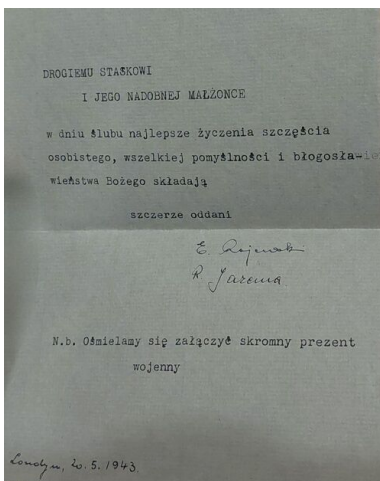 DROGIEMU STAŚKOWI
I JEGO NADOBNEJ MAŁŻONCE
w dniu ślubu najlepsze życzenia szczęścia
osobistego, wszelkiej pomyślności i błogosła-
wieństwa Bożego składają
szczerze oddani
E.
R. Jaroma
N.b. Ośmielamy się załączyć skromny prezent
wojenny
Londyn, 20.5.1943.